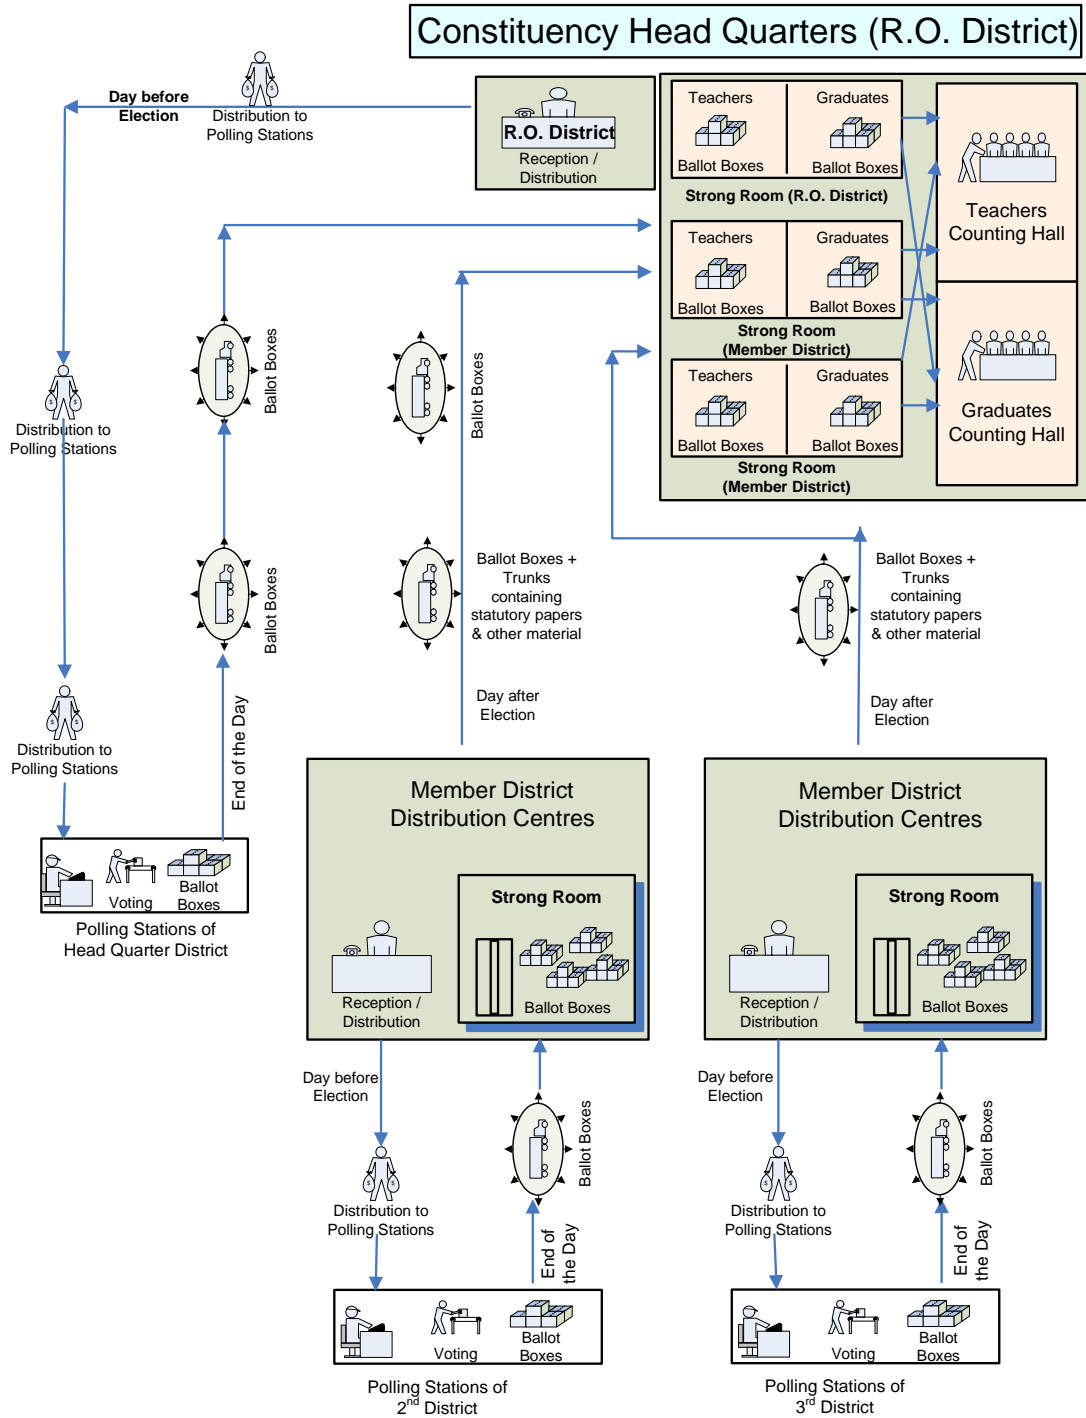 Constituency Head Quarters (R.O. District)
Day before
Election
Distribution to
Polling Stations
R.O. District
Reception /
Distribution
Teachers
Graduates
Ballot Boxes
Ballot Boxes
Strong Room (R.O. District)
Teachers
Graduates
Ballot Boxes
Ballot Boxes
Strong Room
(Member District)
Teachers
Graduates
Ballot Boxes
Ballot Boxes
Strong Room
(Member District)
Teachers
Counting Hall
Graduates
Counting Hall
Distribution to
Polling Stations
Ballot Boxes
Ballot Boxes
Ballot Boxes
Ballot Boxes +
Trunks
containing
statutory papers
& other material
Ballot Boxes +
Trunks
containing
statutory papers
& other material
Distribution to
Polling Stations
End of the Day
Day after
Election
Day after
Election
Voting
Ballot
Boxes
Polling Stations of
Head Quarter District
Member District
Distribution Centres
Strong Room
Reception /
Distribution
Ballot Boxes
Member District
Distribution Centres
Strong Room
Reception /
Distribution
Ballot Boxes
Day before
Election
Ballot Boxes
Distribution to
Polling Stations
End of
the Day
Voting
Ballot
Boxes
Polling Stations of
2nd District
Day before
Election
Ballot Boxes
Distribution to
Polling Stations
End of
the Day
Voting
Ballot
Boxes
Polling Stations of
3rd District